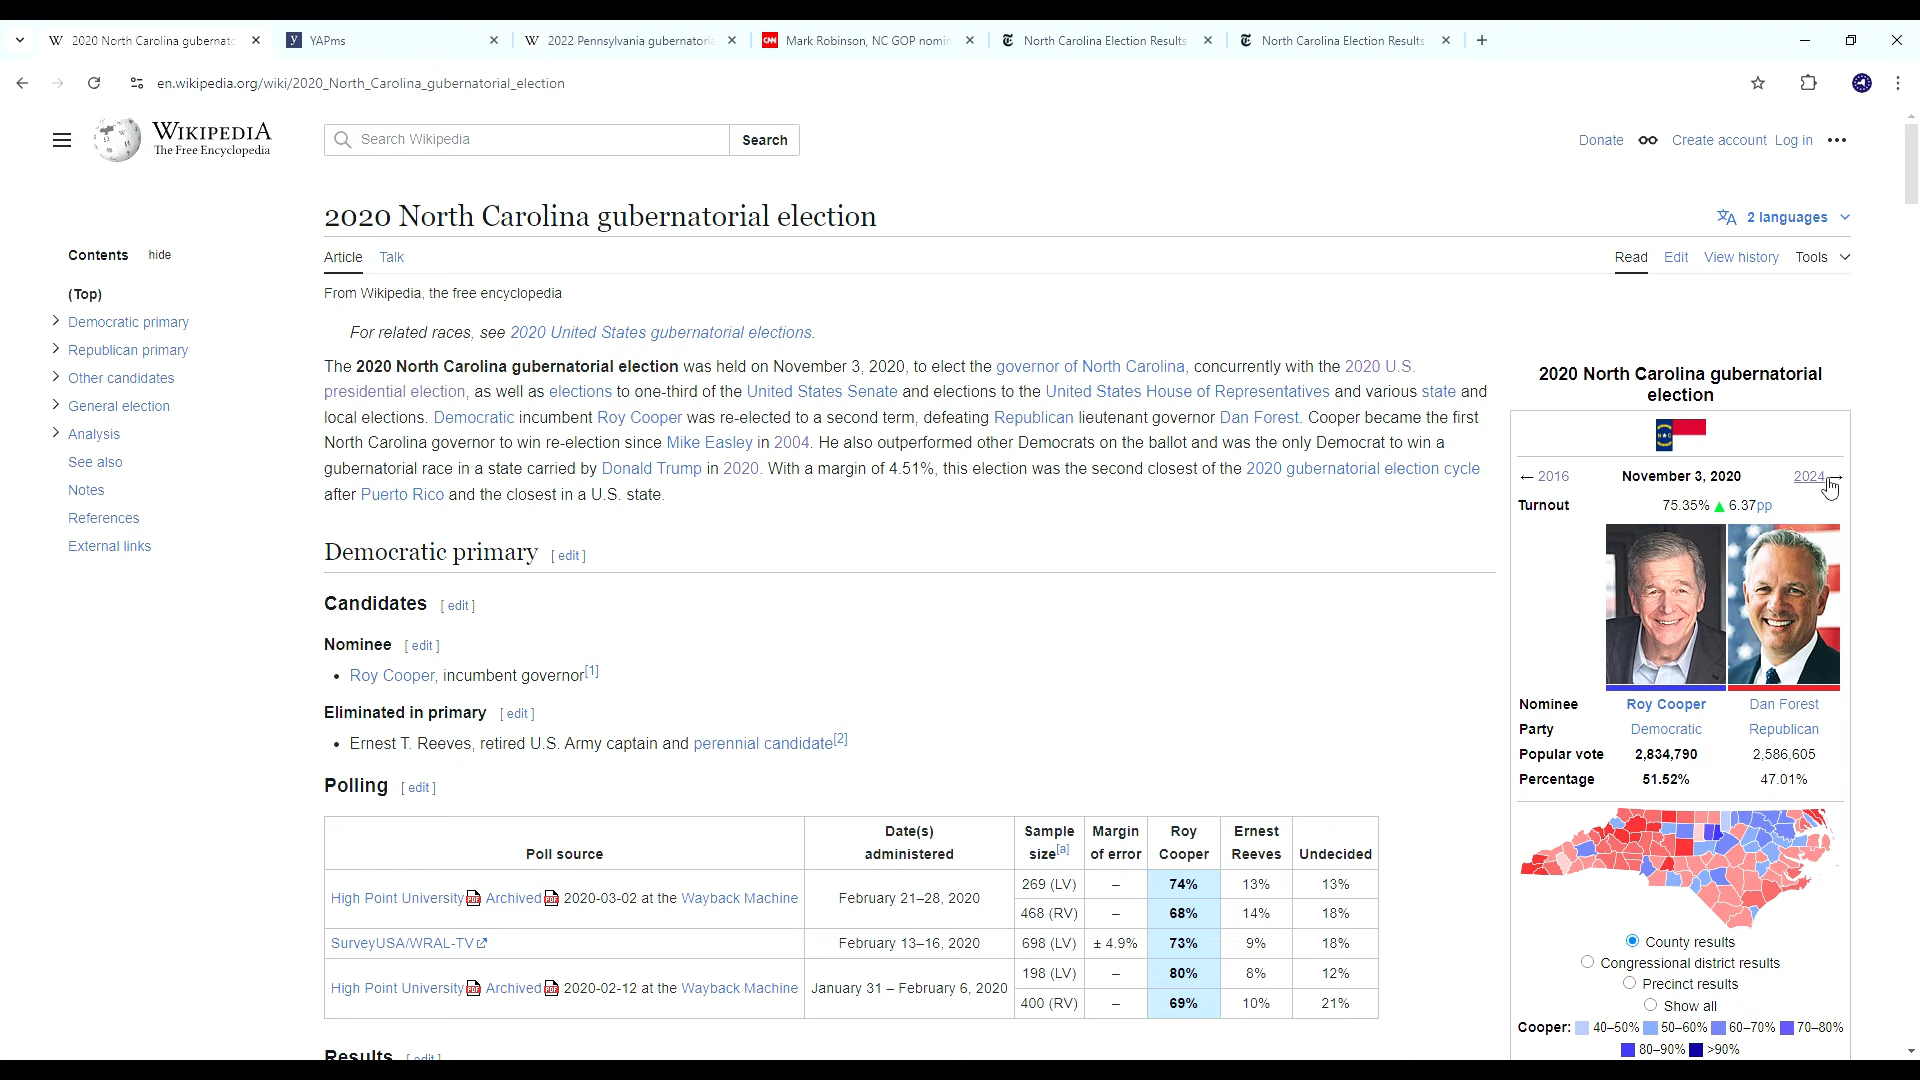 2020 North Carolina gubernato
YAPms
2022 Pennsylvania gubernatoria
CNN Mark Robinson, NC GOP nomin
North Carolina Election Results
North Carolina Election Results
en.wikipedia.org/wiki/2020_North_Carolina_gubernatorial_election
WIKIPEDIA
The Free Encyclopedia
Search Wikipedia
Search
Donate
Create account
Log in
2020 North Carolina gubernatorial election
2 languages
Article
Talk
Read
Edit
View history
Tools
From Wikipedia, the free encyclopedia
Contents hide
(Top)
Democratic primary
Republican primary
Other candidates
General election
Analysis
See also
Notes
References
External links
For related races, see 2020 United States gubernatorial elections.
The 2020 North Carolina gubernatorial election was held on November 3, 2020, to elect the governor of North Carolina, concurrently with the 2020 U.S.
presidential election, as well as elections to one-third of the United States Senate and elections to the United States House of Representatives and various state and
local elections. Democratic incumbent Roy Cooper was re-elected to a second term, defeating Republican lieutenant governor Dan Forest. Cooper became the first
North Carolina governor to win re-election since Mike Easley in 2004. He also outperformed other Democrats on the ballot and was the only Democrat to win a
gubernatorial race in a state carried by Donald Trump in 2020. With a margin of 4.51%, this election was the second closest of the 2020 gubernatorial election cycle
after Puerto Rico and the closest in a U.S. state.
Democratic primary [ edit ]
Candidates [ edit ]
Nominee [ edit ]
• Roy Cooper, incumbent governor[1]
Eliminated in primary [ edit ]
• Ernest T. Reeves, retired U.S. Army captain and perennial candidate[2]
Polling [ edit ]
Poll source Date(s) administered Sample size[a] Margin of error Roy Cooper Ernest Reeves Undecided
High Point University Archived 2020-03-02 at the Wayback Machine February 21–28, 2020 269 (LV) – 74% 13% 13%
468 (RV) – 68% 14% 18%
SurveyUSA/WRAL-TV February 13–16, 2020 698 (LV) ± 4.9% 73% 9% 18%
High Point University Archived 2020-02-12 at the Wayback Machine January 31 – February 6, 2020 198 (LV) – 80% 8% 12%
400 (RV) – 69% 10% 21%
Results [ edit ]
2020 North Carolina gubernatorial
election
← 2016 November 3, 2020 2024 →
Turnout 75.35% ▲ 6.37pp
Nominee Roy Cooper Dan Forest
Party Democratic Republican
Popular vote 2,834,790 2,586,605
Percentage 51.52% 47.01%
County results
Congressional district results
Precinct results
Show all
Cooper: 40–50% 50–60% 60–70% 70–80%
80–90% >90%